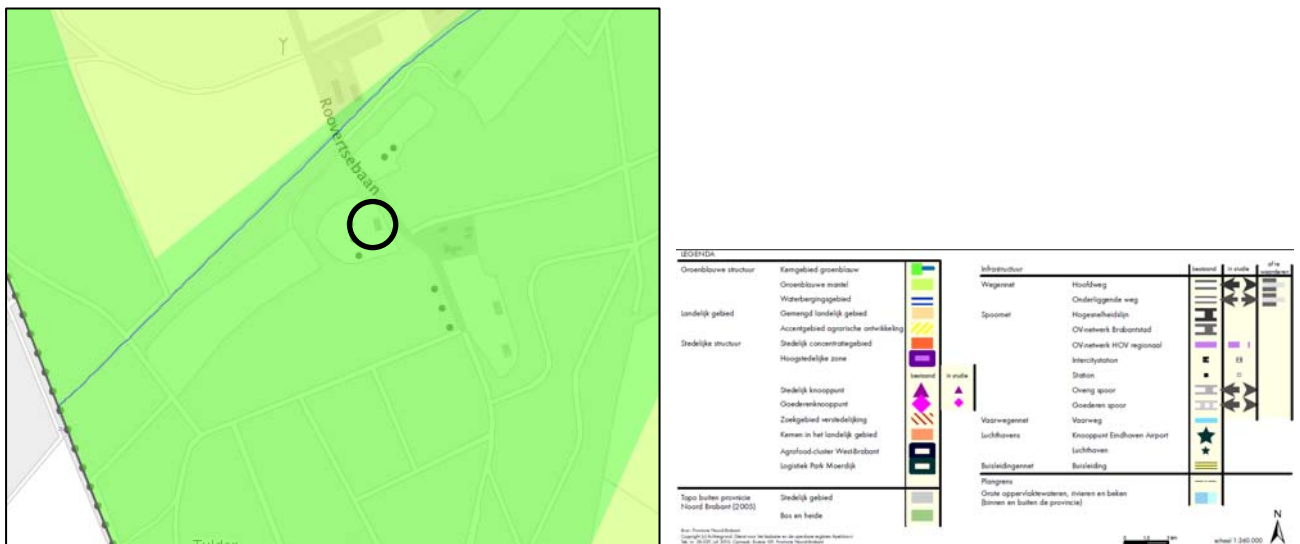 Roovertsebaan
LEGENDA
Groenblauwe structuur Kerngebied groenblauw
Groenblauwe mantel
Waterbergingsgebied
Landelijk gebied Gemengd landelijk gebied
Accentgebied agrarische ontwikkeling
Stedelijke structuur Stedelijk concentratiegebied
Hoogstedelijke zone
bestaand in studie
Stedelijk knooppunt
Goederenknooppunt
Zoekgebied verstedelijking
Kernen in het landelijk gebied
Agrofood-cluster West-Brabant
Logistiek Park Moerdijk
Topo buiten provincie Stedelijk gebied
Noord Brabant (2005)
Bos en heide
Infrastructuur bestaand in studie
Wegennet Hoofdweg
Onderliggende weg
Spoornet Hogesnelheidslijn
OV-netwerk Brabantstad
OV-netwerk HOV regionaal
Intercitystation
Station
Overig spoor
Goederen spoor
Vaarwegennet Vaarweg
Luchthavens Knooppunt Eindhoven Airport
Luchthaven
Buisleidingennet Buisleiding
Plangrens
Grote oppervlaktewateren, rivieren en beken
(binnen en buiten de provincie)
N